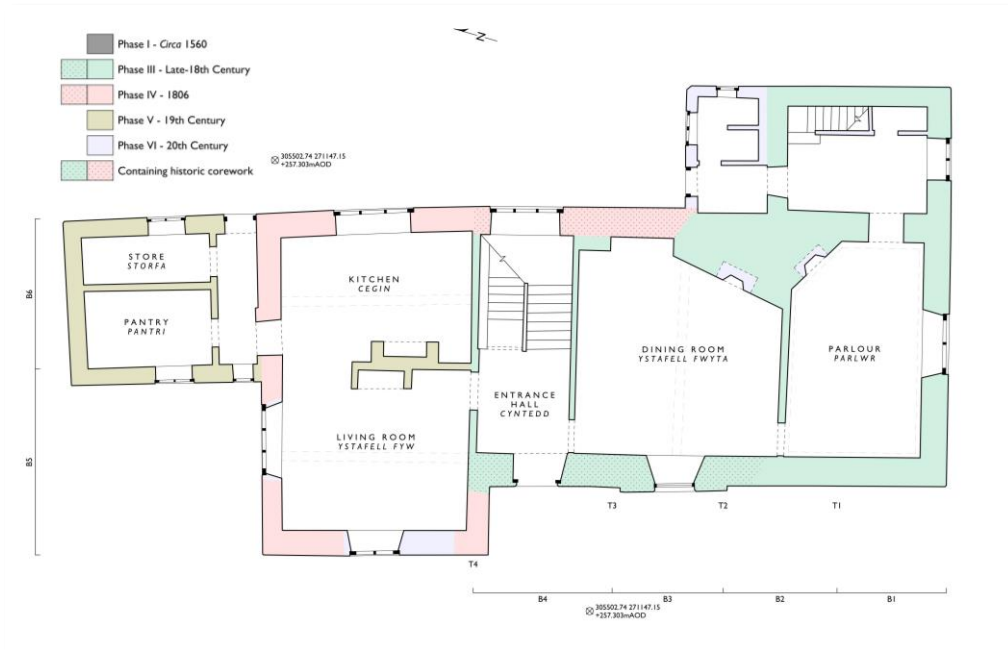 Phase I - Circa 1560
Phase III - Late-18th Century
Phase IV - 1806
Phase V - 19th Century
Phase VI - 20th Century
Containing historic corework
N
305502.74 271147.15
+257.303mAOD
STORE
STORFA
PANTRY
PANTRI
KITCHEN
CEGIN
LIVING ROOM
YSTAFELL FYW
ENTRANCE
HALL
CYNTEDD
DINING ROOM
YSTAFELL FWYTA
PARLOUR
PARLWR
B6
B5
T3
T2
T1
T4
B4
B3
B2
B1
305502.74 271147.15
+257.303mAOD